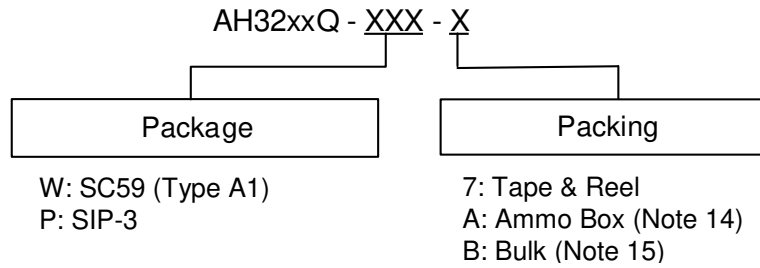 AH32xxQ - XXX - X
Package
Packing
W: SC59 (Type A1)
P: SIP-3
7: Tape & Reel
A: Ammo Box (Note 14)
B: Bulk (Note 15)